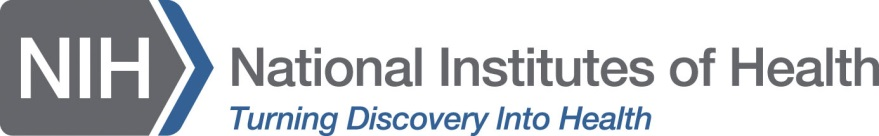 NIH
National Institutes of Health
Turning Discovery Into Health